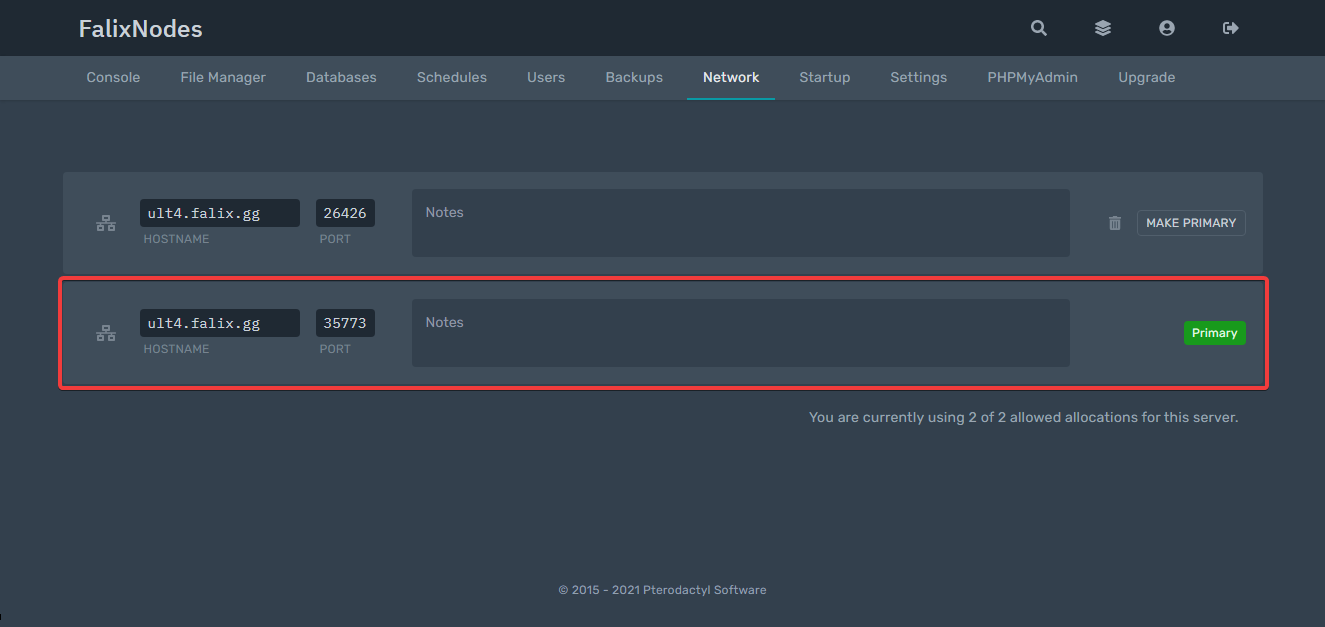 FalixNodes
Console File Manager Databases Schedules Users Backups Network Startup Settings PHPMyAdmin Upgrade
ult4.falix.gg 26426 Notes MAKE PRIMARY
HOSTNAME PORT
ult4.falix.gg 35773 Notes Primary
HOSTNAME PORT
You are currently using 2 of 2 allowed allocations for this server.
© 2015 - 2021 Pterodactyl Software